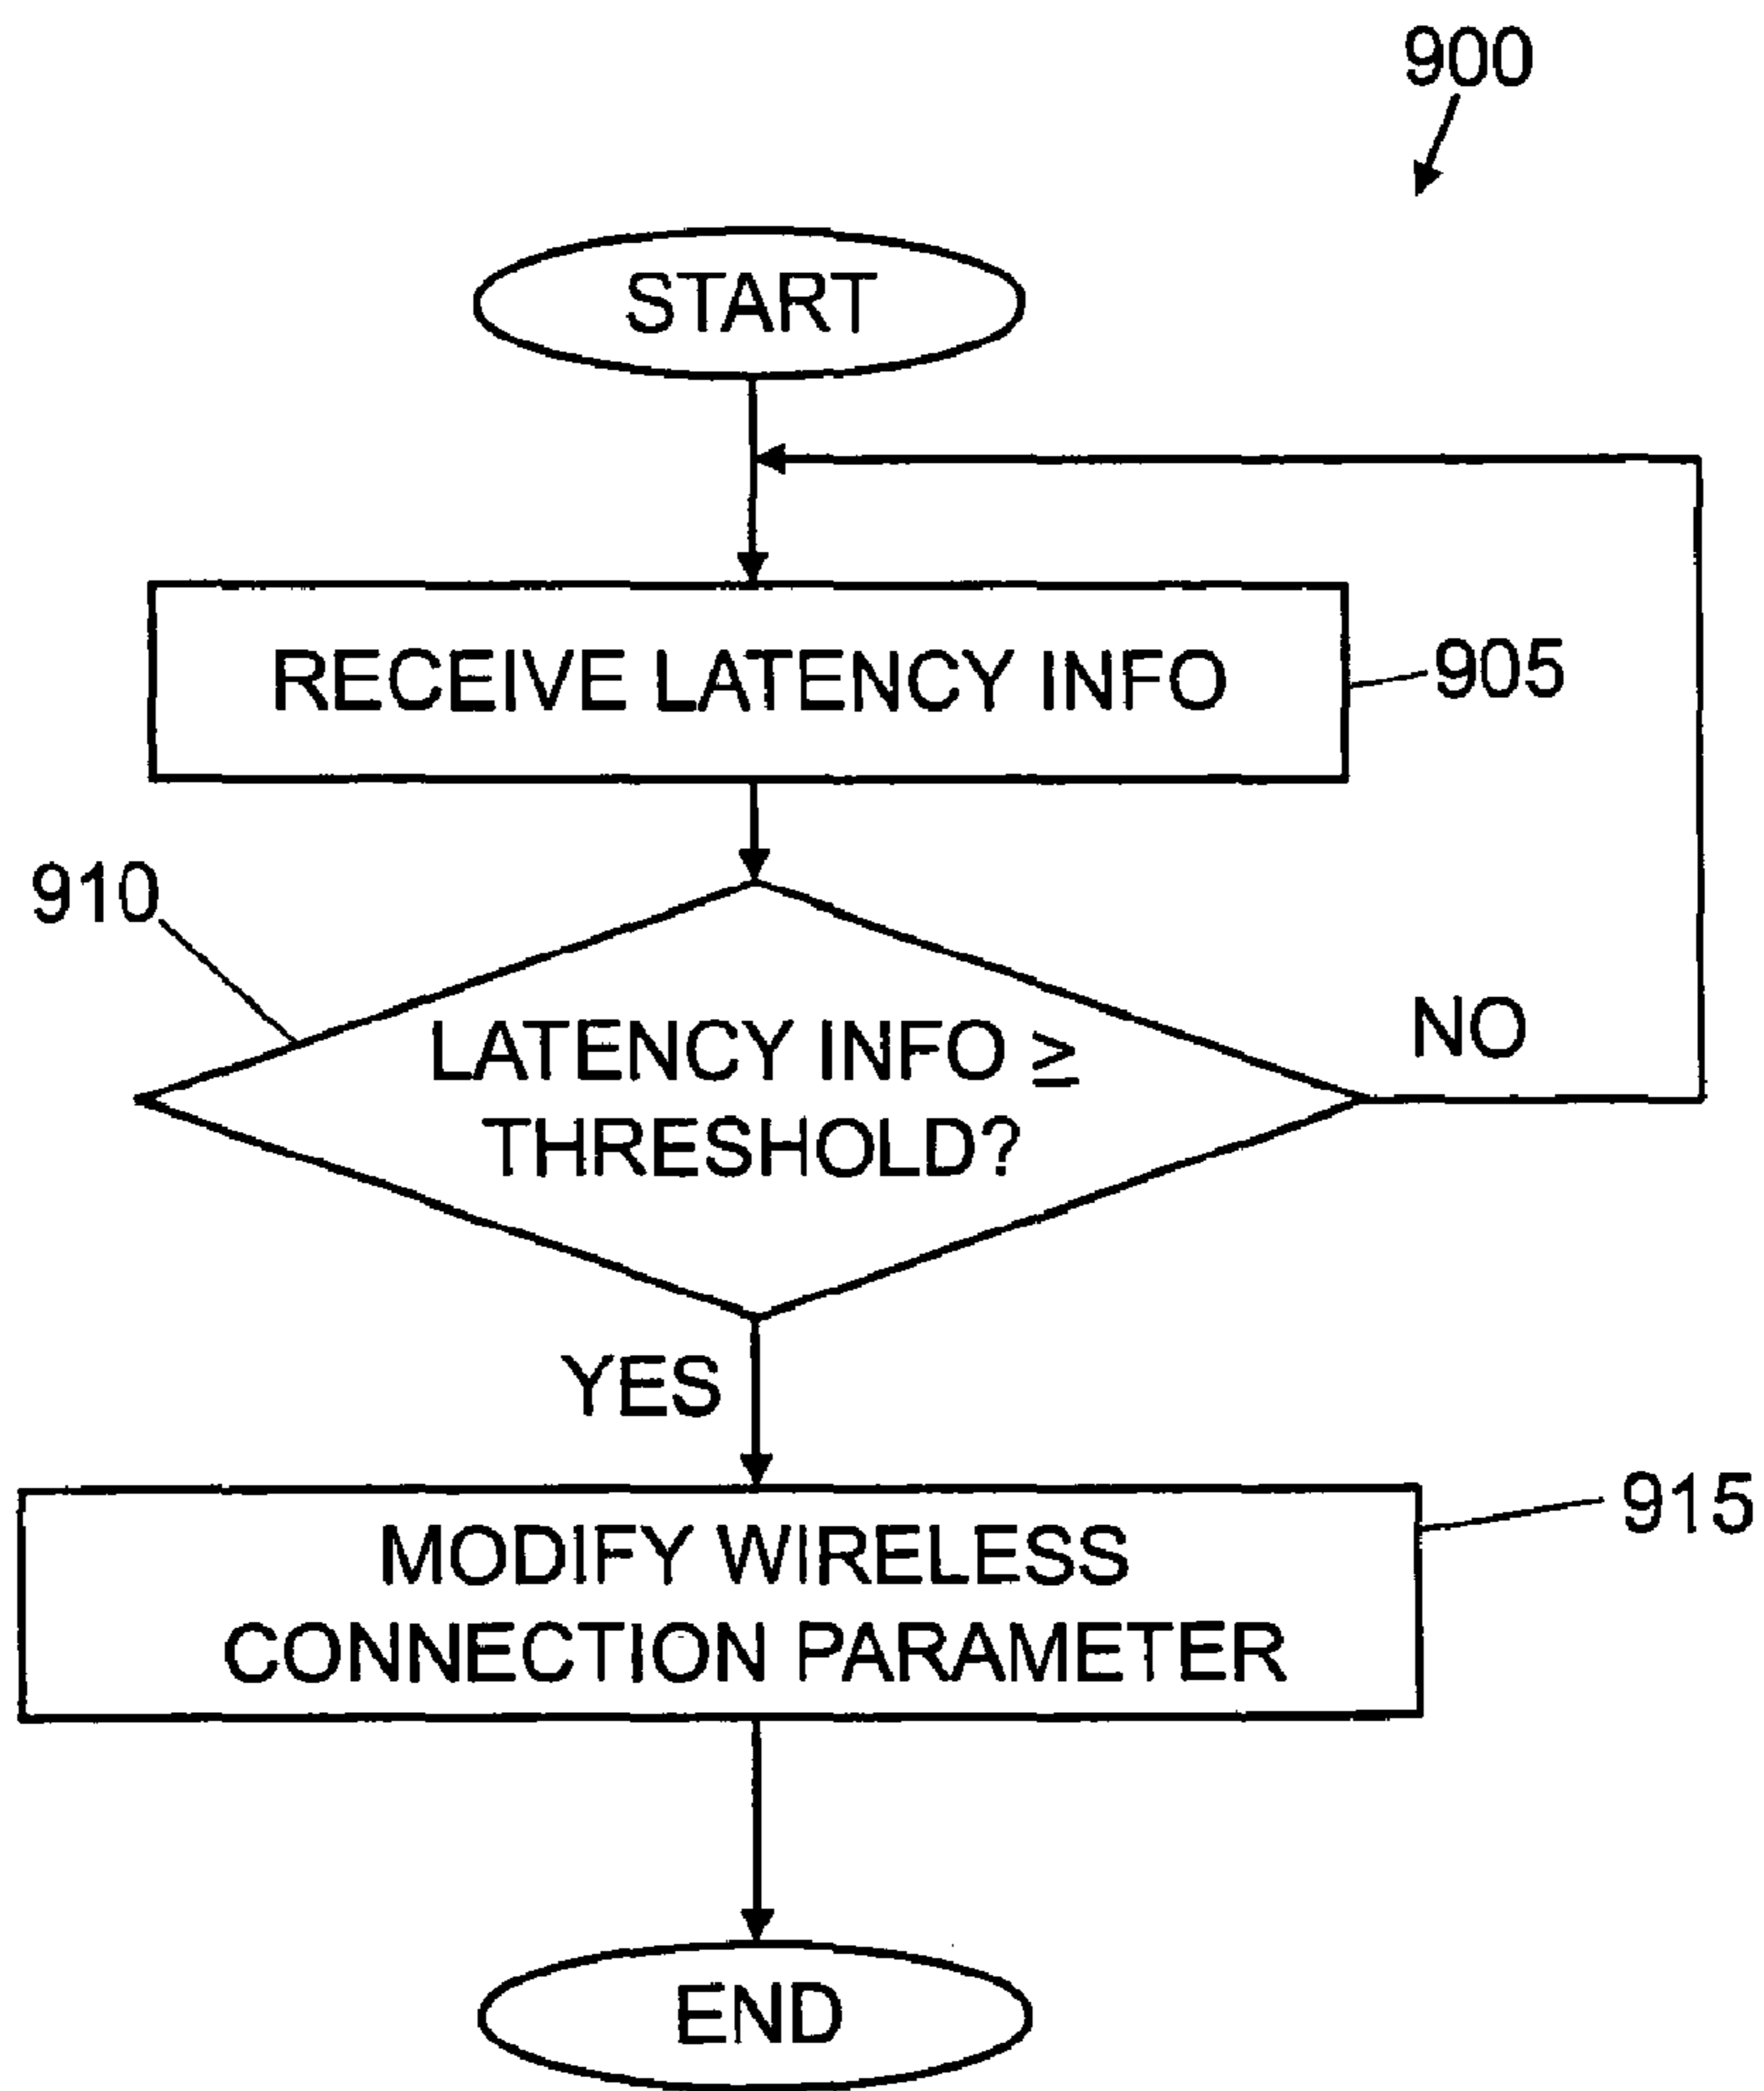 900
START
RECEIVE LATENCY INFO
905
910
LATENCY INFO ≥
THRESHOLD?
NO
YES
MODIFY WIRELESS
CONNECTION PARAMETER
915
END